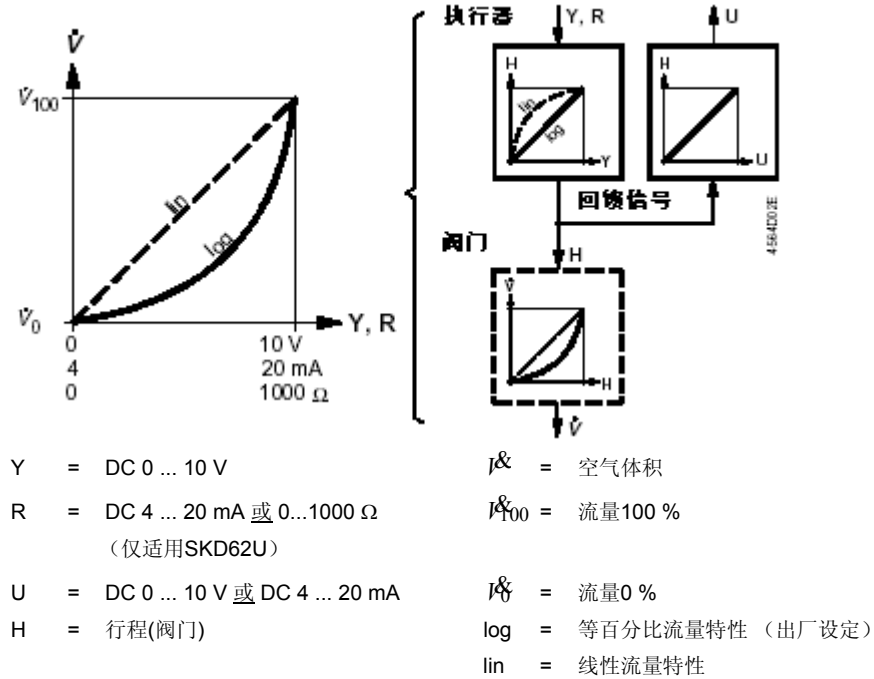 V̇
V̇100
lin
log
V̇0
Y, R
0 10 V
4 20 mA
0 1000 Ω
执行器
Y, R
U
H
lin
log
Y
H
U
回馈信号
4564D02E
阀门
H
V̇
H
V̇
Y = DC 0 ... 10 V
R = DC 4 ... 20 mA 或 0...1000 Ω
（仅适用SKD62U）
U = DC 0 ... 10 V 或 DC 4 ... 20 mA
H = 行程(阀门)
V& = 空气体积
V&100 = 流量100 %
V&0 = 流量0 %
log = 等百分比流量特性 （出厂设定）
lin = 线性流量特性